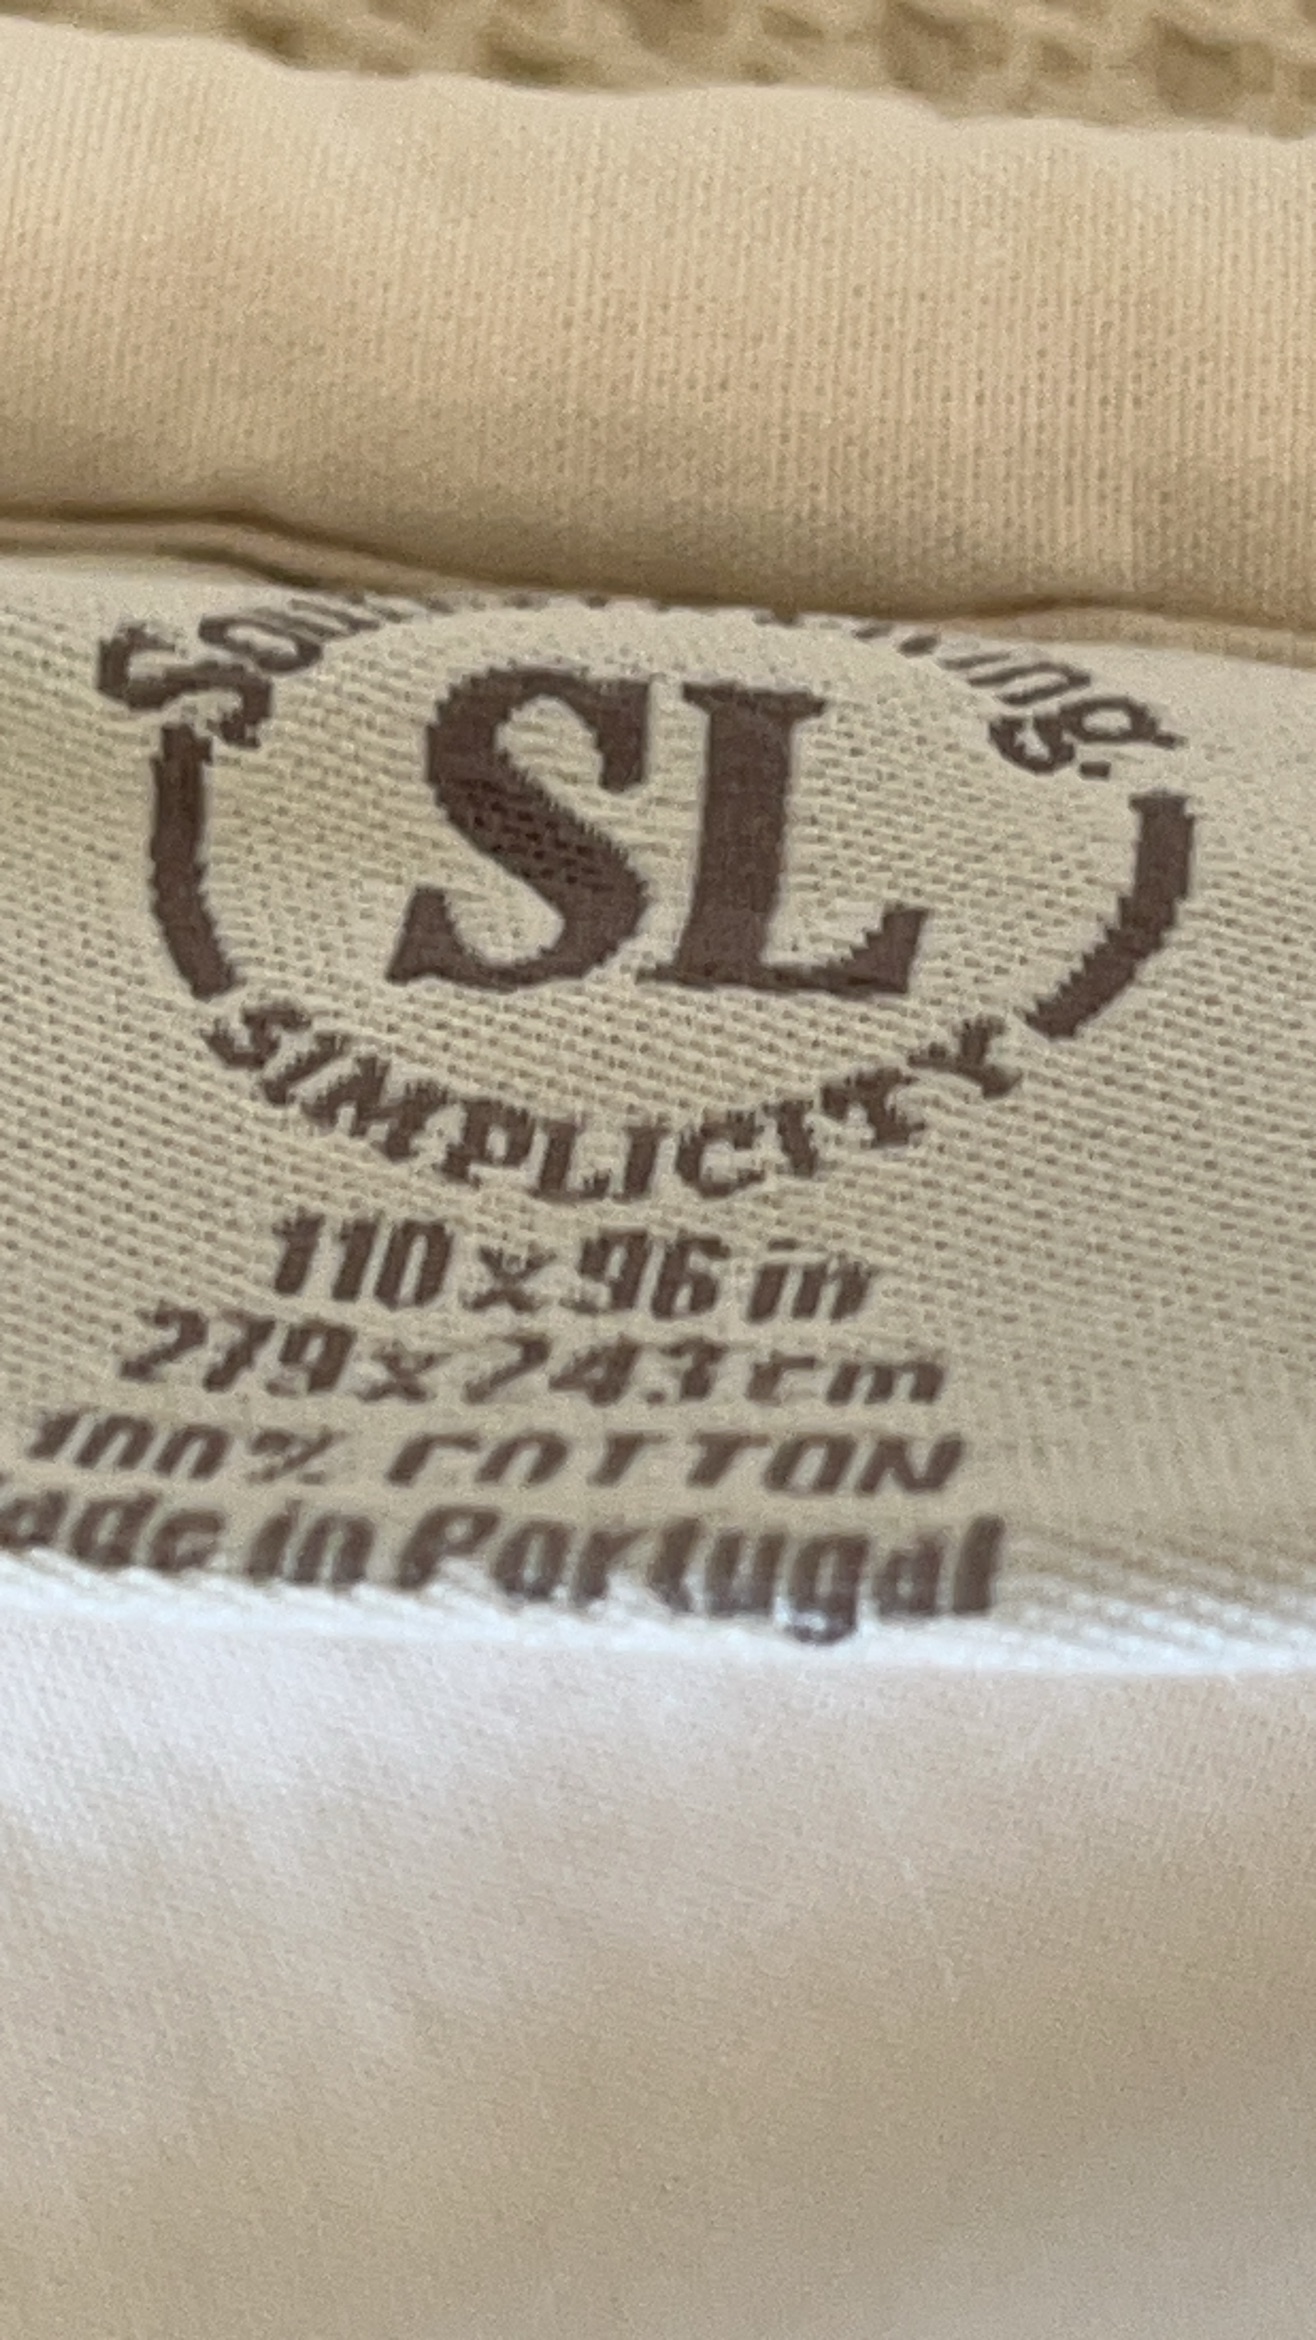 SL
SIMPLICITY
110 x 96 in
279 x 243 cm
100% COTTON
in Portugal